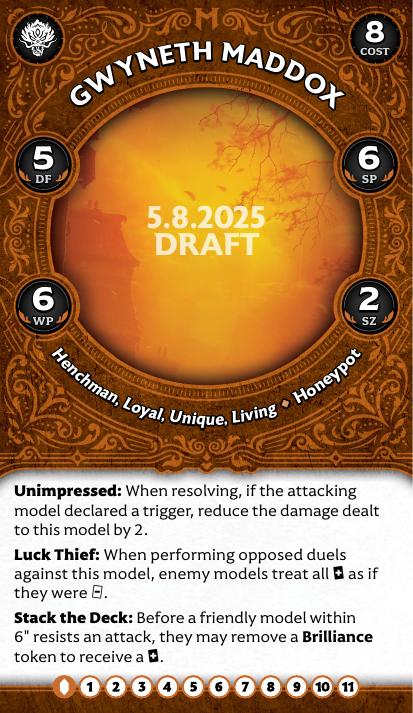 8
COST
GWYNETH MADDOX
5
DF
6
SP
5.8.2025
DRAFT
6
WP
2
SZ
Henchman, Loyal, Unique, Living ◆ Honeypot
Unimpressed: When resolving, if the attacking
model declared a trigger, reduce the damage dealt
to this model by 2.
Luck Thief: When performing opposed duels
against this model, enemy models treat all + as if
they were −.
Stack the Deck: Before a friendly model within
6" resists an attack, they may remove a Brilliance
token to receive a +.
1 2 3 4 5 6 7 8 9 10 11